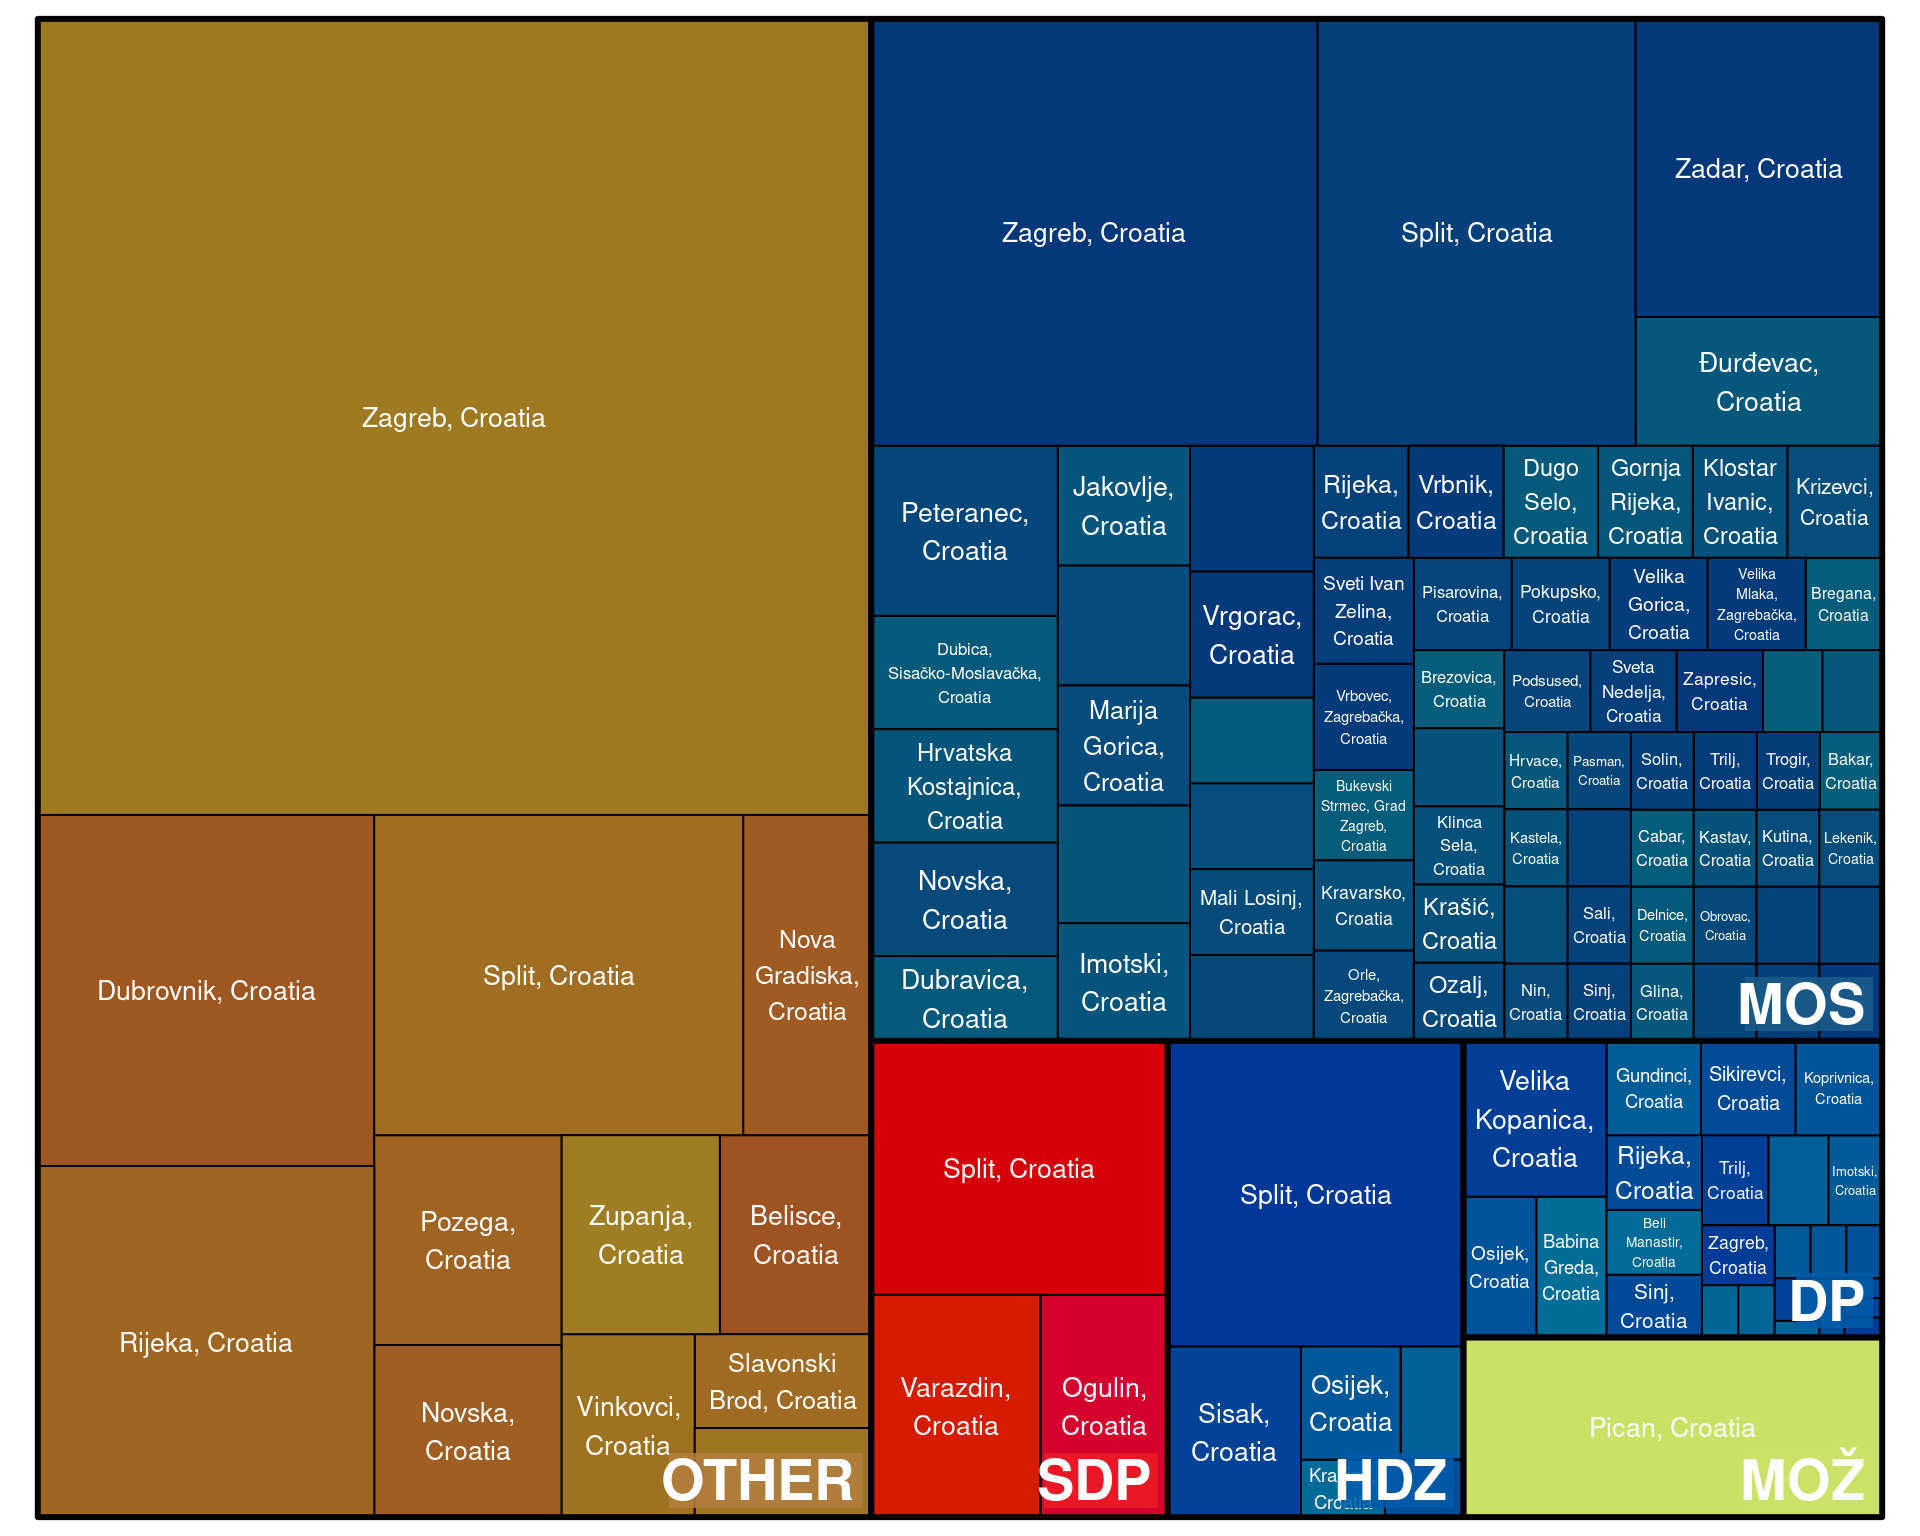 Zagreb, Croatia
Dubrovnik, Croatia
Split, Croatia
Nova
Gradiska,
Croatia
Rijeka, Croatia
Pozega,
Croatia
Zupanja,
Croatia
Belisce,
Croatia
Novska,
Croatia
Vinkovci,
Croatia
Slavonski
Brod, Croatia
OTHER
Zagreb, Croatia
Split, Croatia
Zadar, Croatia
Đurđevac,
Croatia
Peteranec,
Croatia
Dubica,
Sisačko-Moslavačka,
Croatia
Hrvatska
Kostajnica,
Croatia
Novska,
Croatia
Dubravica,
Croatia
Jakovlje,
Croatia
Marija
Gorica,
Croatia
Imotski,
Croatia
Vrgorac,
Croatia
Mali Losinj,
Croatia
Rijeka,
Croatia
Vrbnik,
Croatia
Dugo
Selo,
Croatia
Gornja
Rijeka,
Croatia
Klostar
Ivanic,
Croatia
Krizevci,
Croatia
Sveti Ivan
Zelina,
Croatia
Vrbovec,
Zagrebačka,
Croatia
Bukevski
Strmec, Grad
Zagreb,
Croatia
Kravarsko,
Croatia
Orle,
Zagrebačka,
Croatia
Pisarovina,
Croatia
Pokupsko,
Croatia
Velika
Gorica,
Croatia
Velika
Mlaka,
Zagrebačka,
Croatia
Bregana,
Croatia
Brezovica,
Croatia
Klinca
Sela,
Croatia
Krašić,
Croatia
Ozalj,
Croatia
Podsused,
Croatia
Sveta
Nedelja,
Croatia
Zapresic,
Croatia
Hrvace,
Croatia
Pasman,
Croatia
Solin,
Croatia
Trilj,
Croatia
Trogir,
Croatia
Bakar,
Croatia
Kastela,
Croatia
Cabar,
Croatia
Kastav,
Croatia
Kutina,
Croatia
Lekenik,
Croatia
Sali,
Croatia
Delnice,
Croatia
Obrovac,
Croatia
Nin,
Croatia
Sinj,
Croatia
Glina,
Croatia
MOS
Split, Croatia
Varazdin,
Croatia
Ogulin,
Croatia
SDP
Split, Croatia
Sisak,
Croatia
Osijek,
Croatia
Croatia
HDZ
Velika
Kopanica,
Croatia
Osijek,
Croatia
Babina
Greda,
Croatia
Gundinci,
Croatia
Sikirevci,
Croatia
Koprivnica,
Croatia
Rijeka,
Croatia
Beli
Manastir,
Croatia
Sinj,
Croatia
Trilj,
Croatia
Imotski,
Croatia
Zagreb,
Croatia
DP
Pican, Croatia
MOŽ